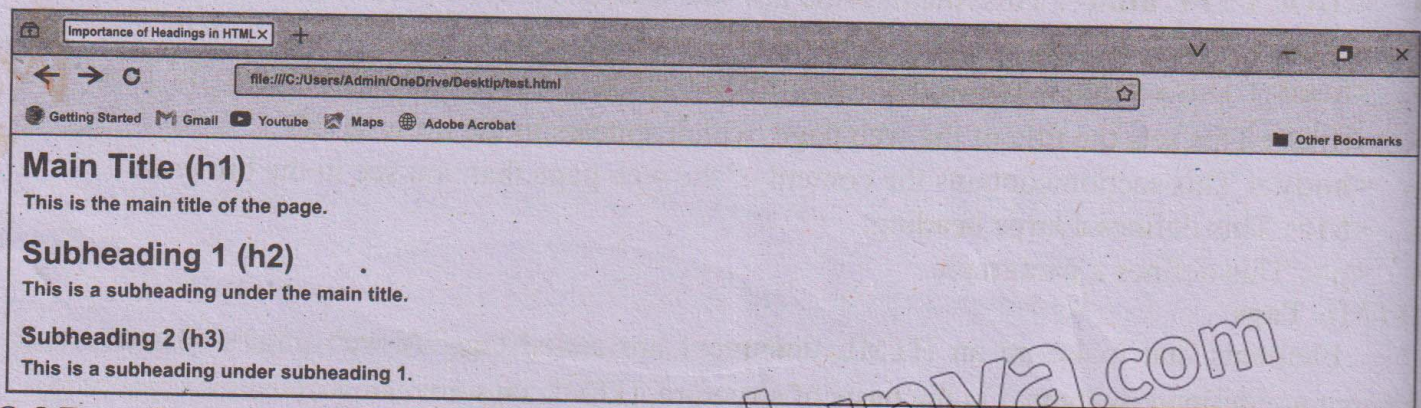 Importance of Headings in HTML
file:///C:/Users/Admin/OneDrive/Desktip/test.html
Getting Started Gmail Youtube Maps Adobe Acrobat Other Bookmarks
Main Title (h1)
This is the main title of the page.
Subheading 1 (h2)
This is a subheading under the main title.
Subheading 2 (h3)
This is a subheading under subheading 1.